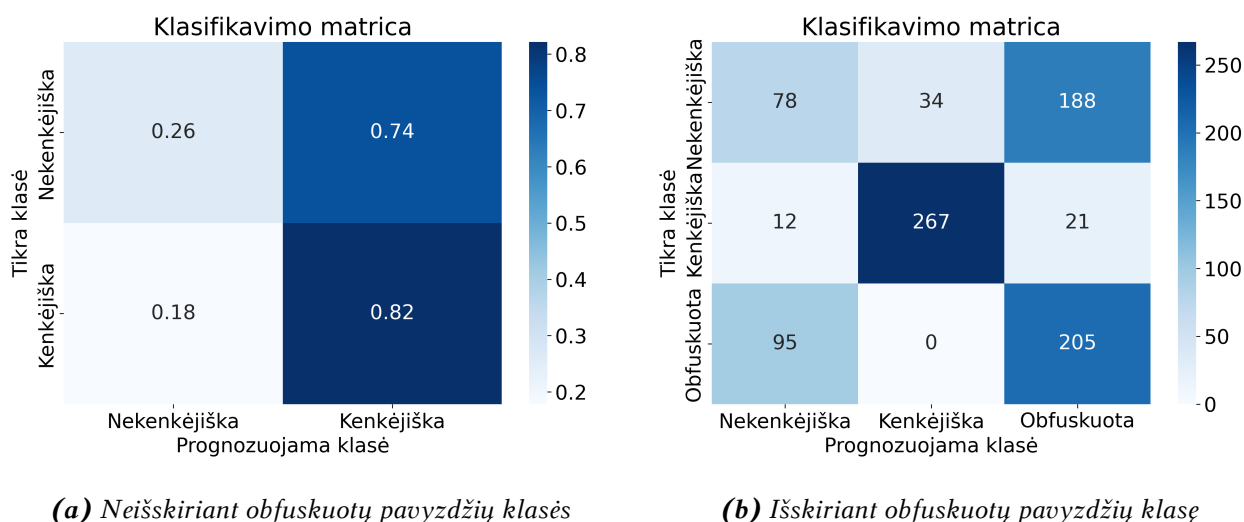 Klasifikavimo matrica
Tikra klasė
Nekenkėjiška
Kenkėjiška
0.26
0.74
0.18
0.82
Nekenkėjiška
Kenkėjiška
Prognozuojama klasė
0.8
0.7
0.6
0.5
0.4
0.3
0.2
(a) Neišskiriant obfuskuotų pavyzdžių klasės
Klasifikavimo matrica
Tikra klasė
Nekenkėjiška
Kenkėjiška
Obfuskuota
78
34
188
12
267
21
95
0
205
Nekenkėjiška
Kenkėjiška
Obfuskuota
Prognozuojama klasė
250
200
150
100
50
0
(b) Išskiriant obfuskuotų pavyzdžių klasę